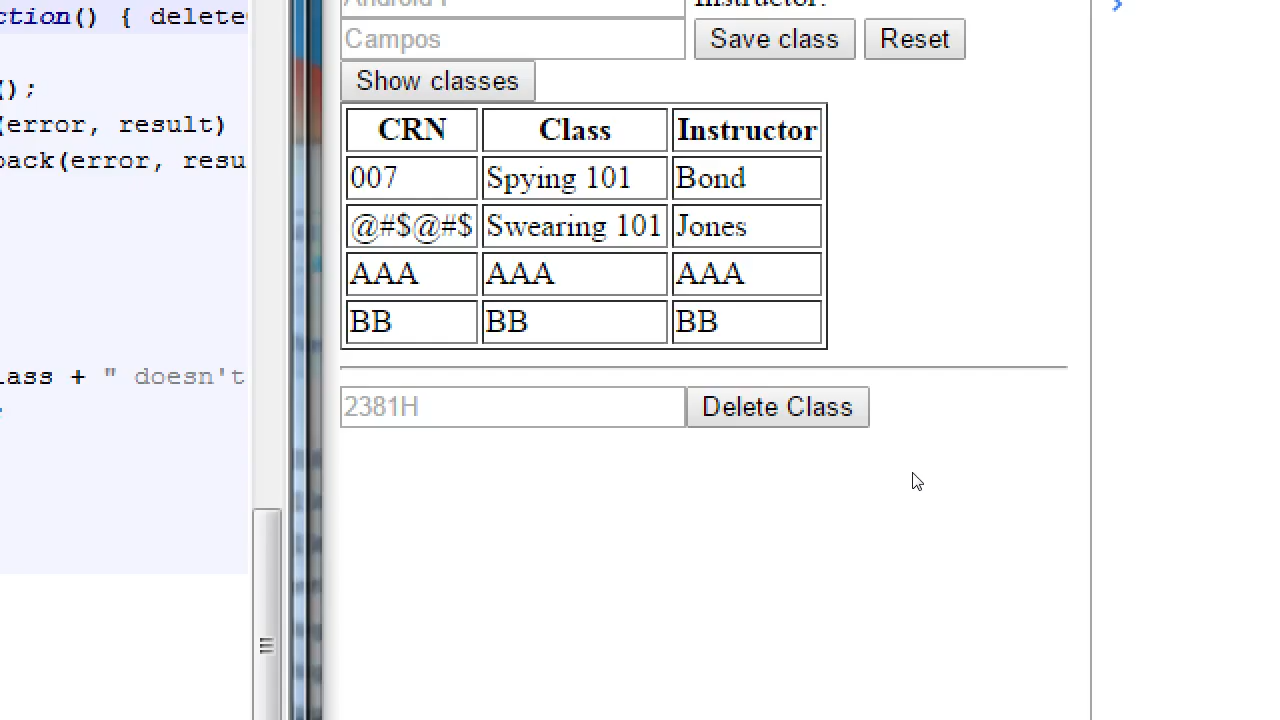 ction() { delete
();
(error, result)
back(error, resu
lass + " doesn't
Instructor:
Campos
Save class
Reset
Show classes
CRN Class Instructor
007 Spying 101 Bond
@#$@#$ Swearing 101 Jones
AAA AAA AAA
BB BB BB
2381H
Delete Class